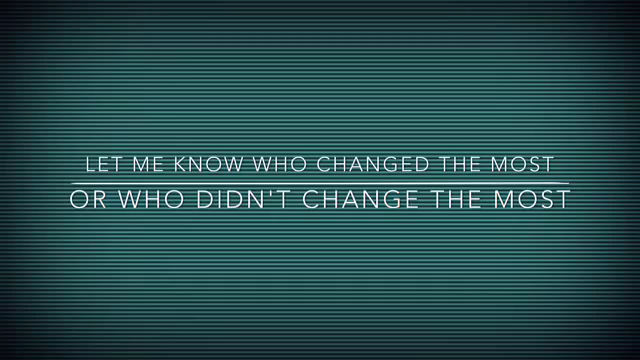 LET ME KNOW WHO CHANGED THE MOST
OR WHO DIDN'T CHANGE THE MOST